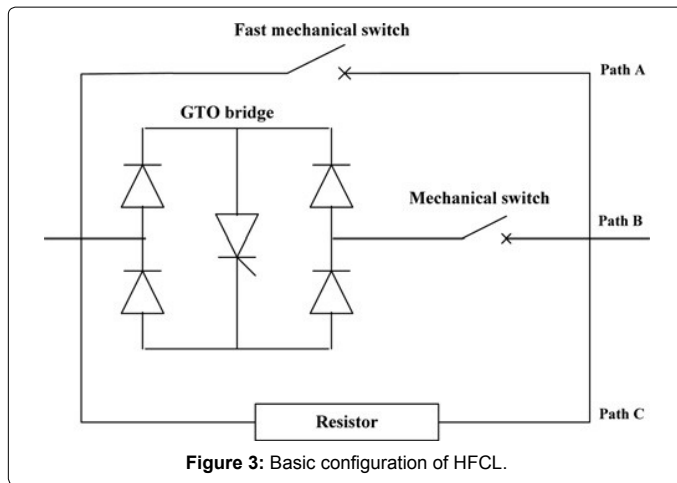 Fast mechanical switch
Path A
GTO bridge
Mechanical switch
Path B
Path C
Resistor
Figure 3: Basic configuration of HFCL.